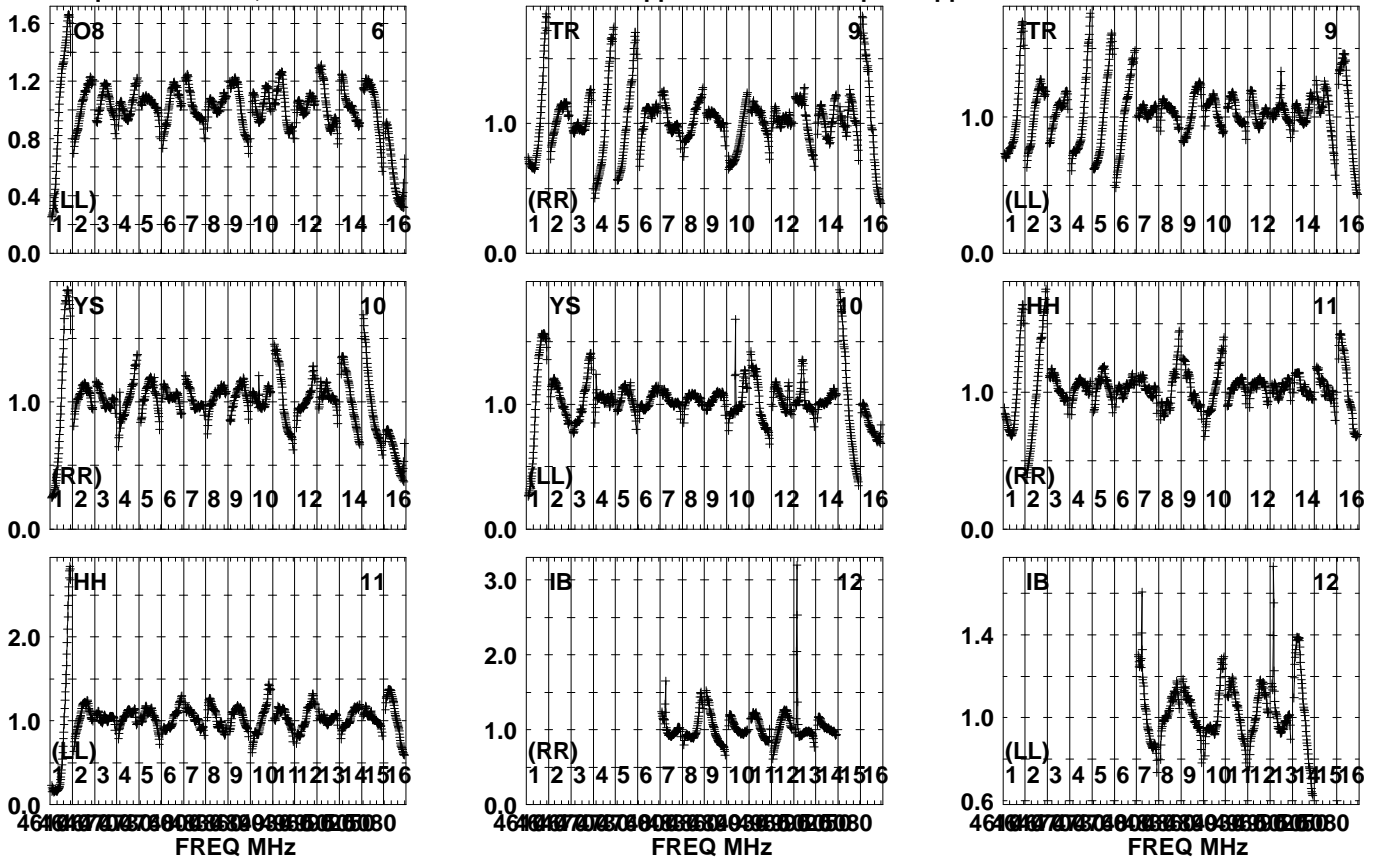 1.6 O8 6
1.2
0.8
0.4
(LL)
1 2 3 4 5 6 7 8 9 10 12 14 16
0.0
TR 9
1.0
(RR)
1 2 3 4 5 6 7 8 9 10 12 14 16
0.0
TR 9
1.0
(LL)
1 2 3 4 5 6 7 8 9 10 12 14 16
0.0
YS 10
1.0
(RR)
1 2 3 4 5 6 7 8 9 10 12 14 16
0.0
YS 10
1.0
(LL)
1 2 3 4 5 6 7 8 9 10 12 14 16
0.0
HH 11
1.0
(RR)
1 2 3 4 5 6 7 8 9 10 12 14 16
0.0
HH 11
2.0
1.0
(LL)
1 2 3 4 5 6 7 8 9 10 11 12 13 14 15 16
0.0
FREQ MHz
3.0 IB 12
2.0
1.0
(RR)
1 2 3 4 5 6 7 8 9 10 11 12 13 14 15 16
0.0
FREQ MHz
IB 12
1.4
1.0
(LL)
1 2 3 4 5 6 7 8 9 10 11 12 13 14 15 16
0.6
FREQ MHz